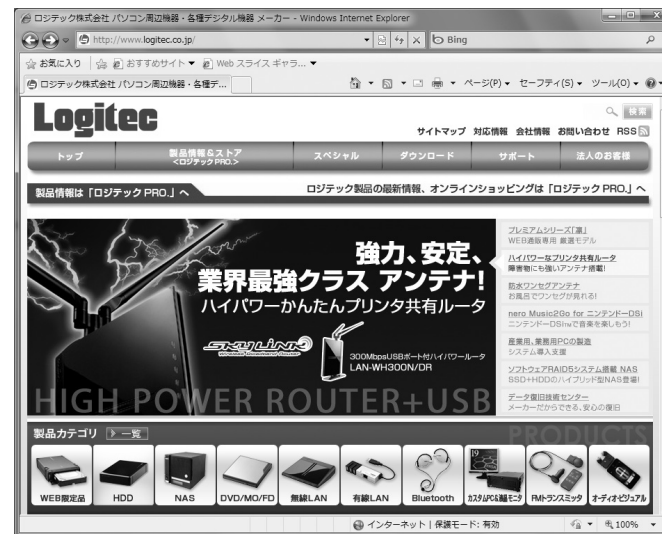 ロジテック株式会社 パソコン周辺機器・各種デジタル機器 メーカー - Windows Internet Explorer
http://www.logitec.co.jp/
Bing
お気に入り
おすすめサイト
Web スライス ギャラ...
ロジテック株式会社 パソコン周辺機器・各種デ...
ページ(P)
セーフティ(S)
ツール(O)
Logitec
検索
サイトマップ 対応情報 会社情報 お問い合わせ RSS
トップ
製品情報&ストア
<ロジテック PRO.>
スペシャル
ダウンロード
サポート
法人のお客様
製品情報は「ロジテック PRO.」へ
ロジテック製品の最新情報、オンラインショッピングは「ロジテック PRO.」へ
強力、安定、
業界最強クラス アンテナ!
ハイパワーかんたんプリンタ共有ルータ
SKYLINK
Wireless Broadband Router
300MbpsUSBポート付ハイパワールータ
LAN-WH300N/DR
HIGH POWER ROUTER+USB
プレミアムシリーズ「凛」
WEB通販専用 厳選モデル
ハイパワーなプリンタ共有ルータ
障害物にも強いアンテナ搭載!
防水ワンセグアンテナ
お風呂でワンセグが見れる!
nero Music2Go for ニンテンドーDSi
ニンテンドーDSi™で音楽を楽しもう!
産業用、業務用PCの製造
システム導入支援
ソフトウェアRAID5システム搭載 NAS
SSD+HDDのハイブリッド型NAS登場!
データ復旧技術センター
メーカーだからできる、安心の復旧
製品カテゴリ
一覧
PRODUCTS
WEB限定品
HDD
NAS
DVD/MO/FD
無線LAN
有線LAN
Bluetooth
カスタムPC&液晶モニタ
FMトランスミッタ
オーディオ・ビジュアル
インターネット | 保護モード: 有効
100%